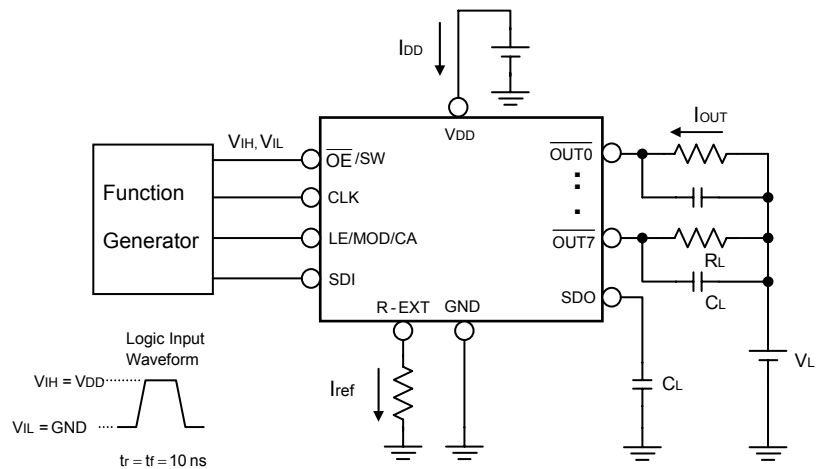 IDD
VDD
VIH, VIL
IOUT
Function
Generator
OE/SW
CLK
LE/MOD/CA
SDI
OUT0
OUT7
SDO
R-EXT
GND
RL
CL
VL
CL
Iref
Logic Input
Waveform
VIH = VDD
VIL = GND
tr = tf = 10 ns